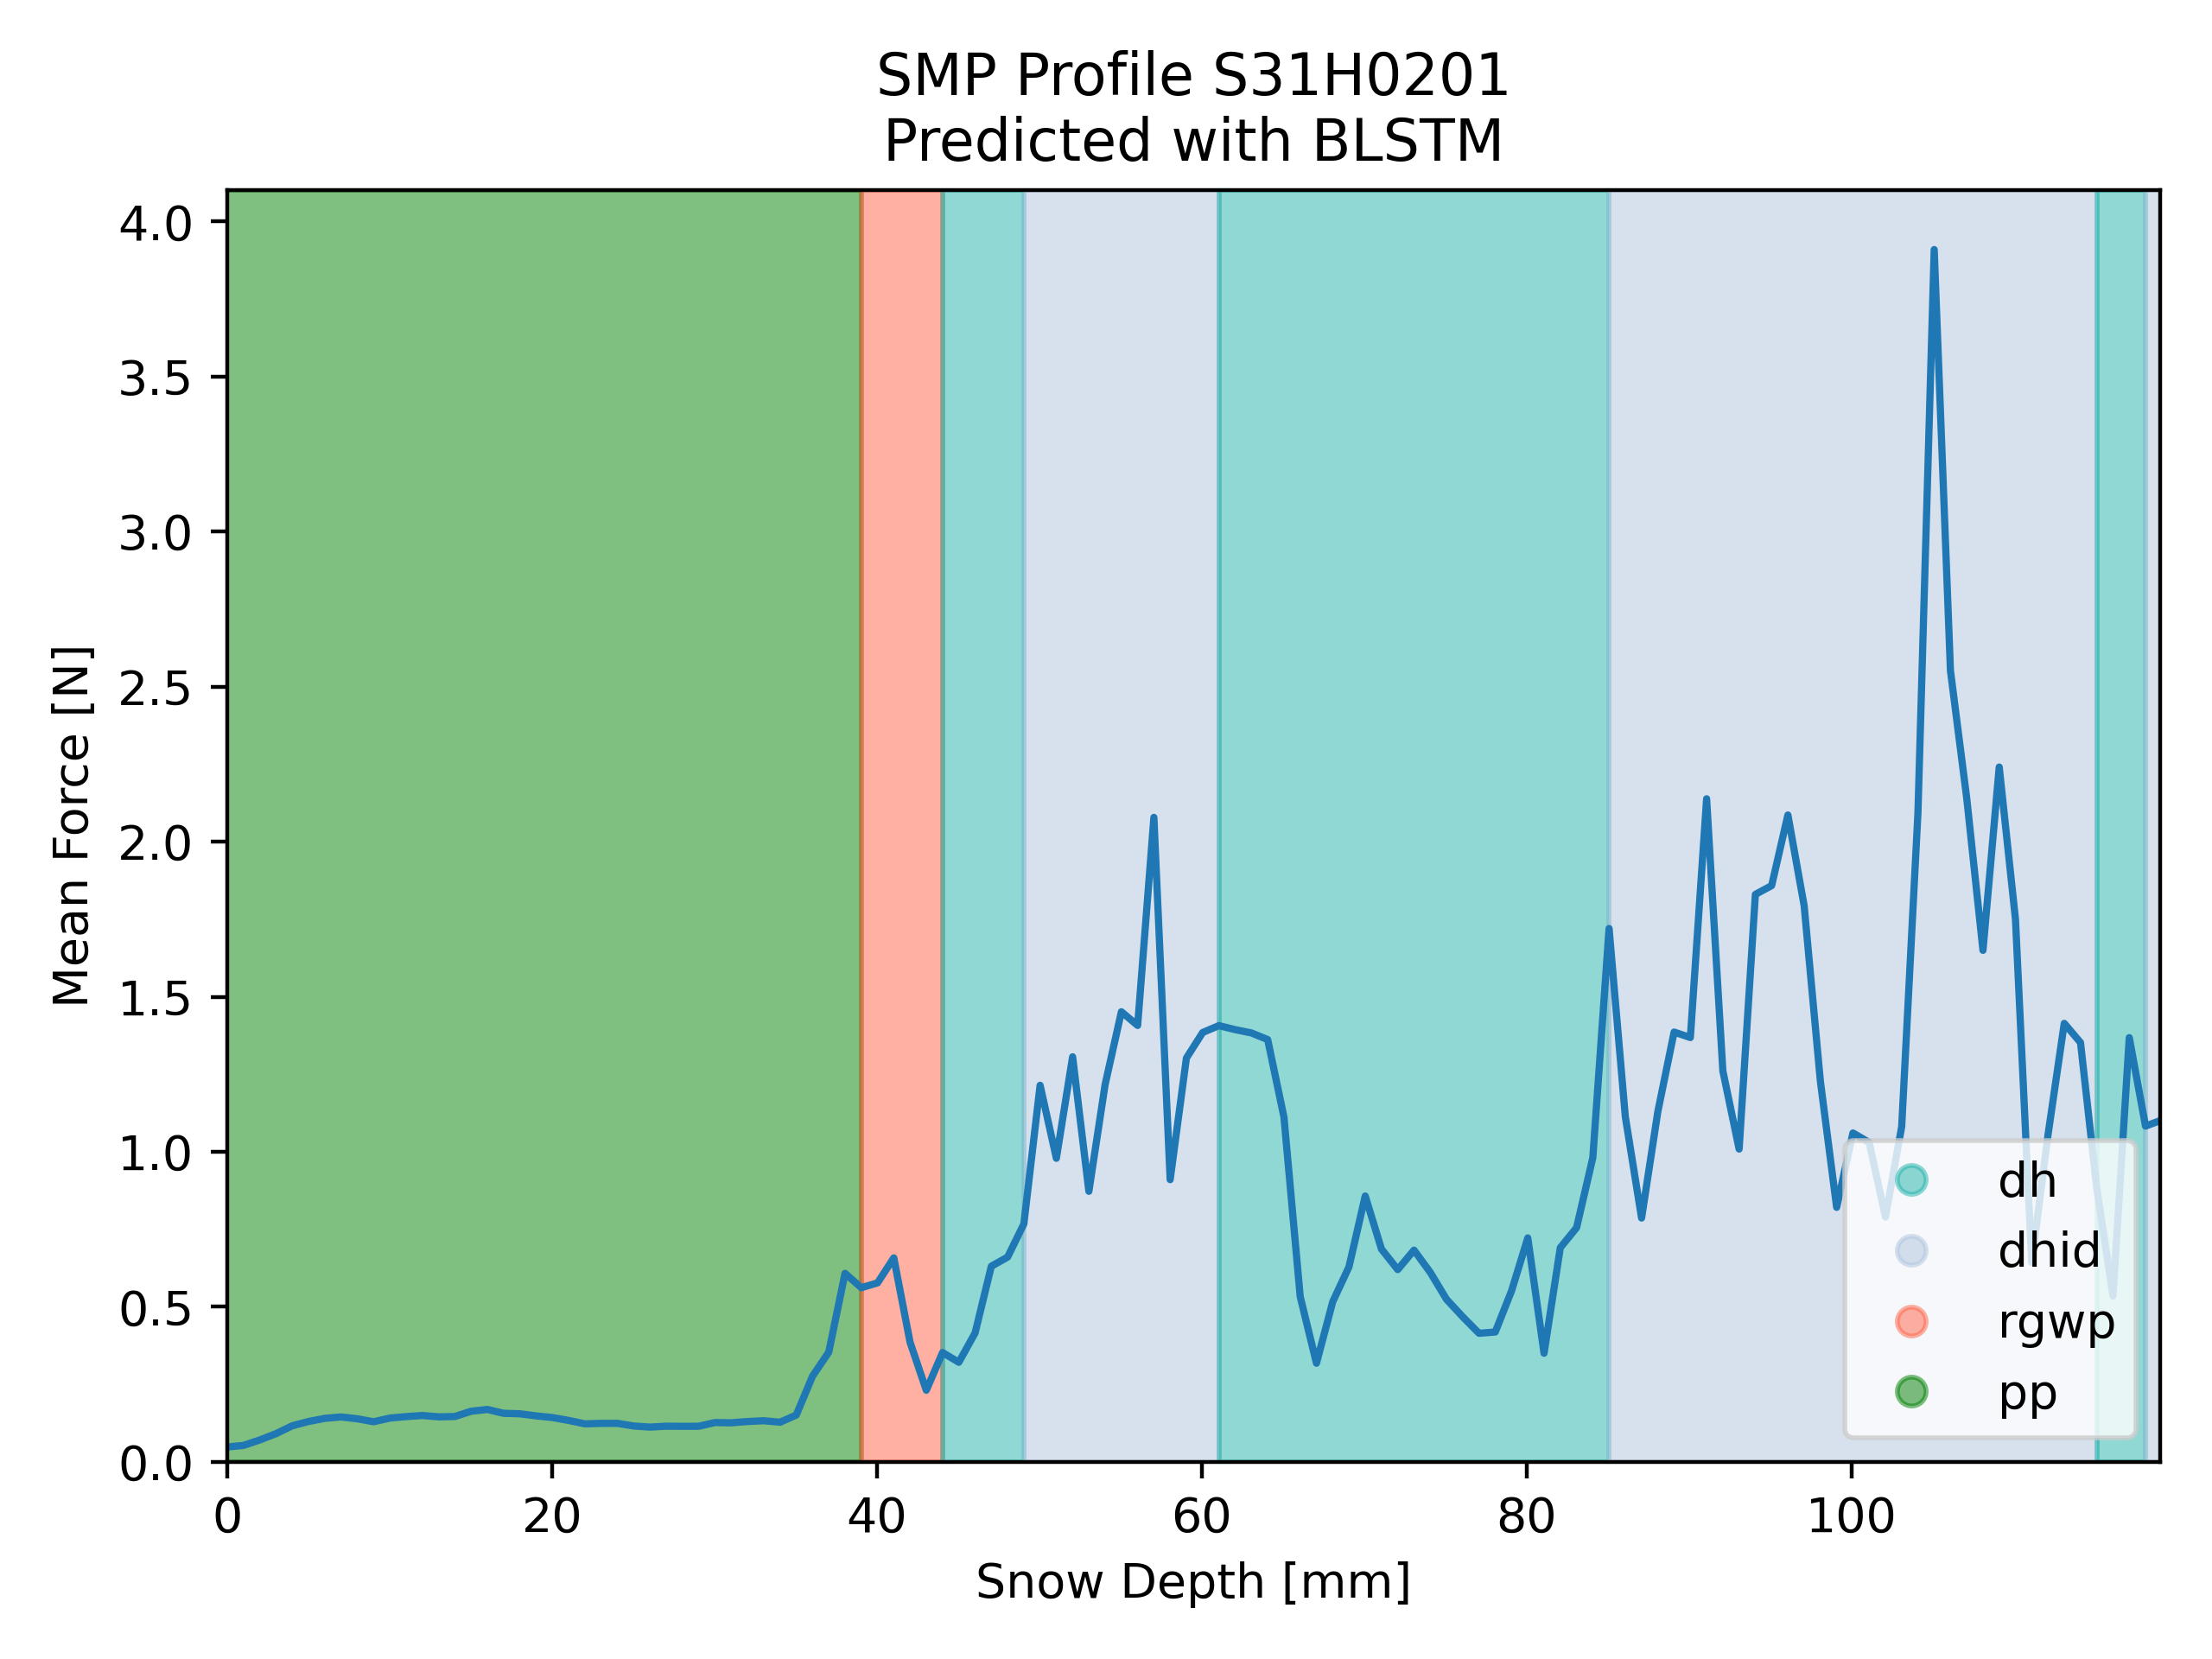 SMP Profile S31H0201
Predicted with BLSTM
Mean Force [N]
4.0
3.5
3.0
2.5
2.0
1.5
1.0
0.5
0.0
0 20 40 60 80 100
Snow Depth [mm]
dh
dhid
rgwp
pp